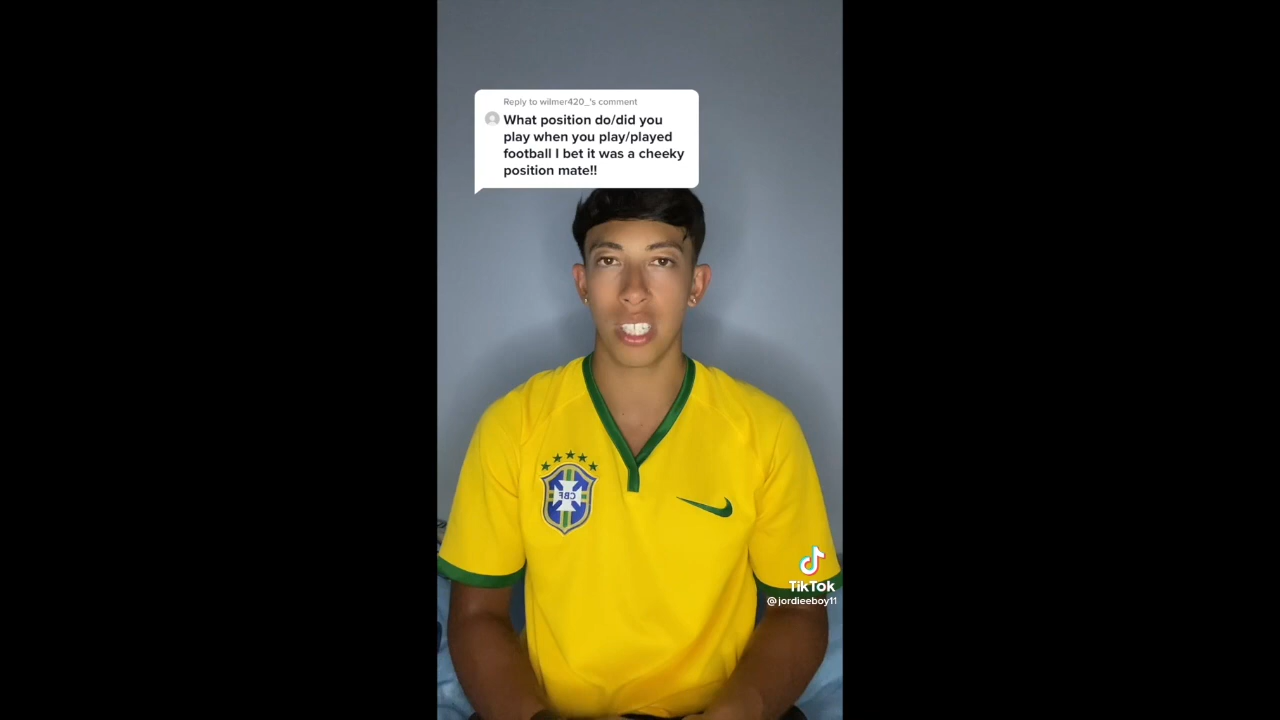 Reply to wilmer420_'s comment
What position do/did you
play when you play/played
football I bet it was a cheeky
position mate!!
CBF
TikTok
@jordieeboy11